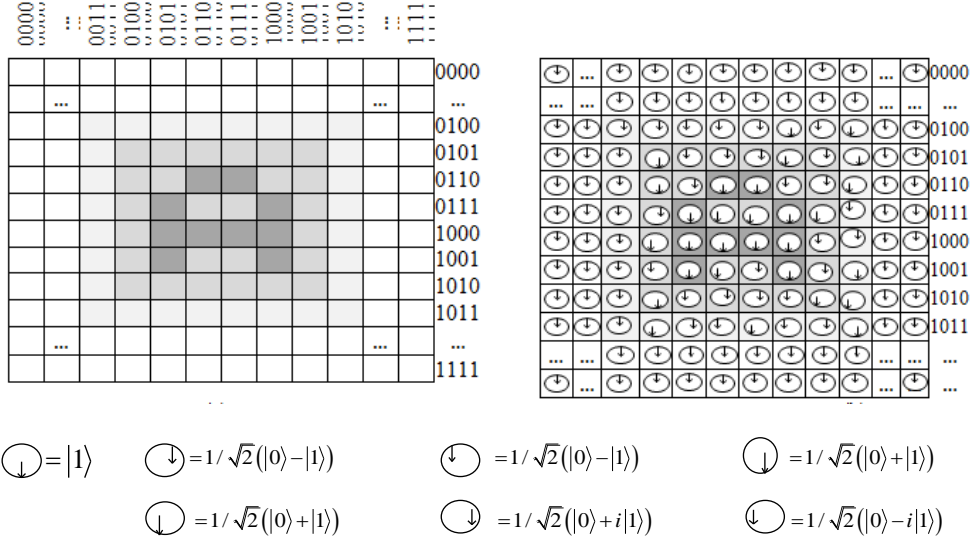 0000 ... 0011 0100 0101 0110 0111 1000 1001 1010 ... 1111
0000
... ... ...
0100
0101
0110
0111
1000
1001
1010
1011
... ... ...
1111
... ... 0000
... ... ... ... ...
0100
0101
0110
0111
1000
1001
1010
1011
... ... ... ... ...
... ... ...
=|1⟩
=1/√2(|0⟩−|1⟩)
=1/√2(|0⟩−|1⟩)
=1/√2(|0⟩+|1⟩)
=1/√2(|0⟩+|1⟩)
=1/√2(|0⟩+i|1⟩)
=1/√2(|0⟩−i|1⟩)